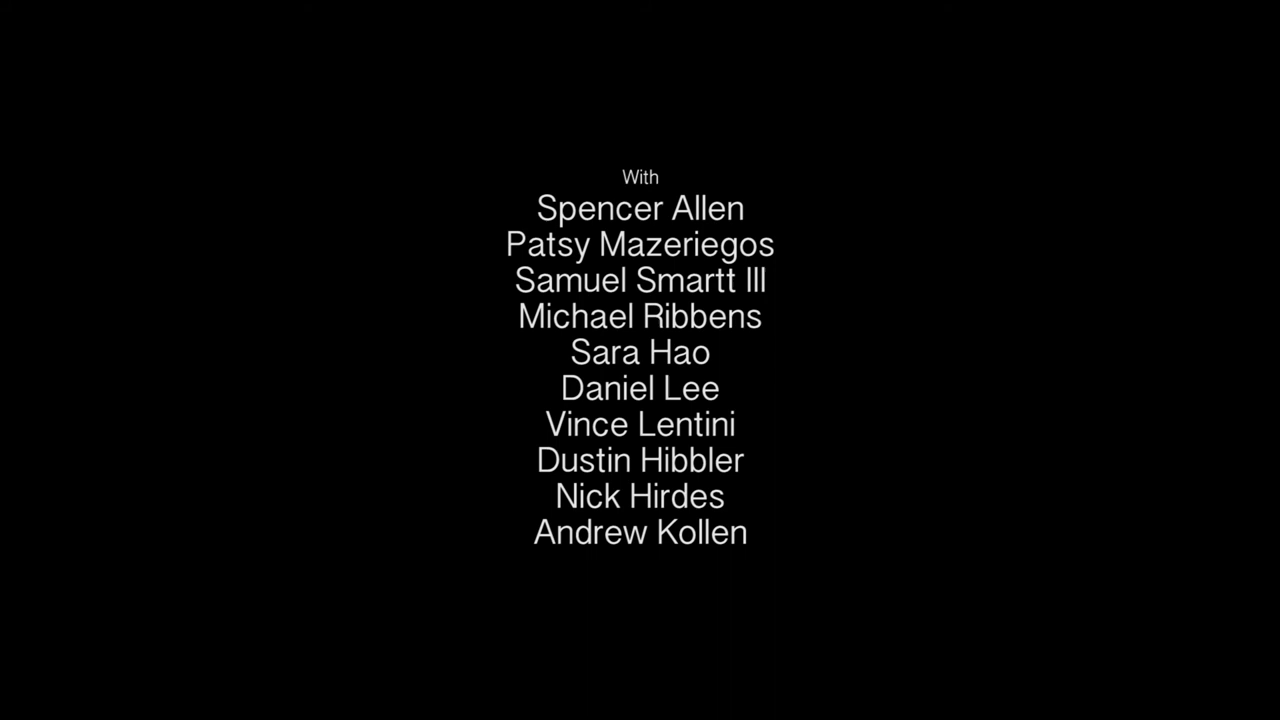 With
Spencer Allen
Patsy Mazeriegos
Samuel Smartt III
Michael Ribbens
Sara Hao
Daniel Lee
Vince Lentini
Dustin Hibbler
Nick Hirdes
Andrew Kollen